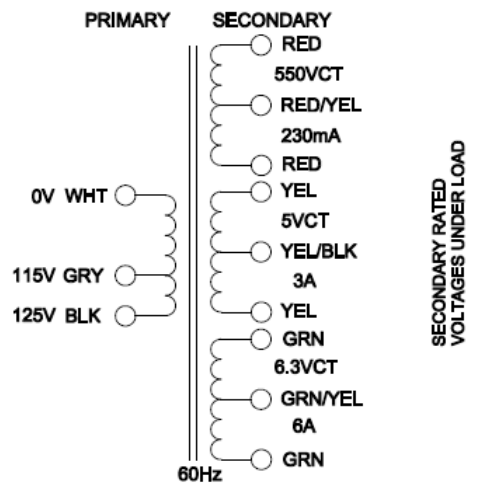 PRIMARY
SECONDARY
RED
550VCT
RED/YEL
230mA
RED
0V WHT
115V GRY
125V BLK
YEL
5VCT
YEL/BLK
3A
YEL
GRN
6.3VCT
GRN/YEL
6A
GRN
60Hz
SECONDARY RATED
VOLTAGES UNDER LOAD